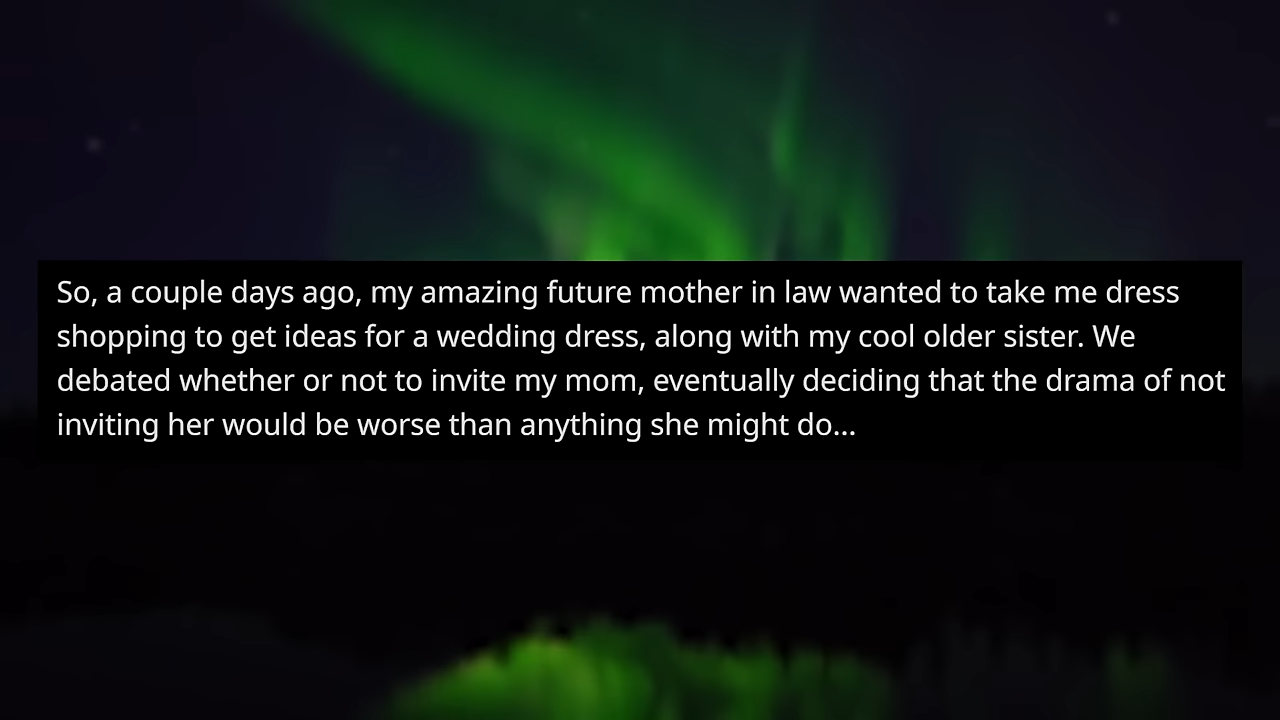 So, a couple days ago, my amazing future mother in law wanted to take me dress
shopping to get ideas for a wedding dress, along with my cool older sister. We
debated whether or not to invite my mom, eventually deciding that the drama of not
inviting her would be worse than anything she might do...